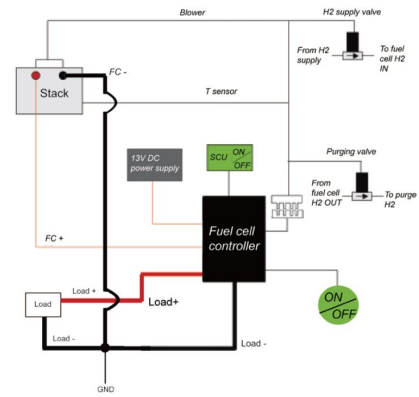 Blower
H2 supply valve
From H2
supply
To fuel
cell H2
IN
FC -
Stack
T sensor
13V DC
power supply
SCU
ON
OFF
Purging valve
From
fuel cell
H2 OUT
To purge
H2
Fuel cell
controller
FC +
Load +
Load+
Load
ON
OFF
Load -
Load -
GND